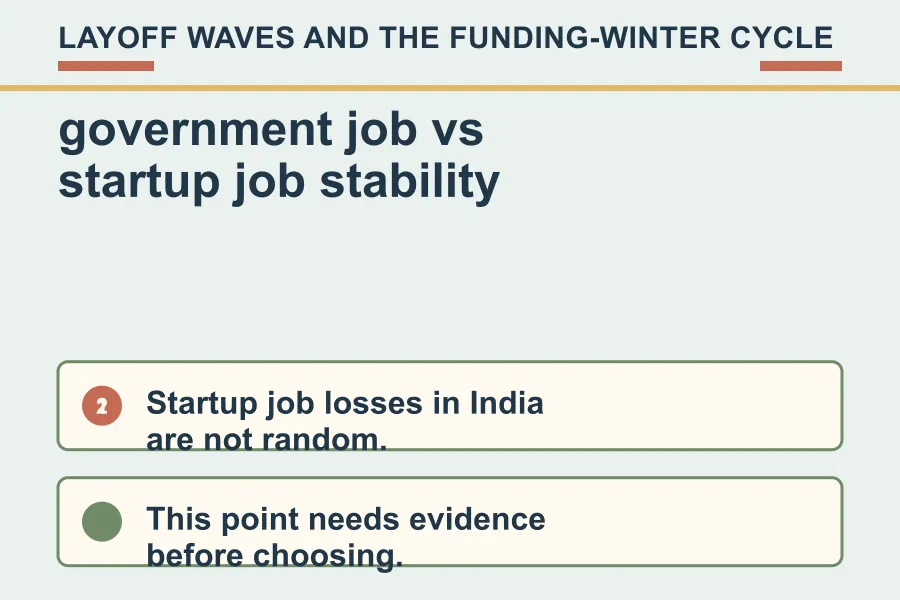 LAYOFF WAVES AND THE FUNDING-WINTER CYCLE
government job vs
startup job stability
2
Startup job losses in India
are not random.
This point needs evidence
before choosing.